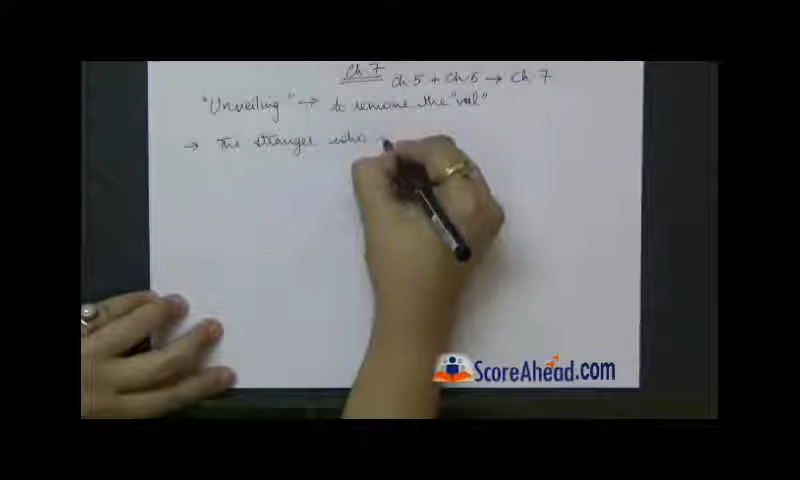 Ch.7
Ch.5 + Ch.6 → Ch.7
"Unveiling" → to remove the "veil"
→ The stranger who
ScoreAhead.com